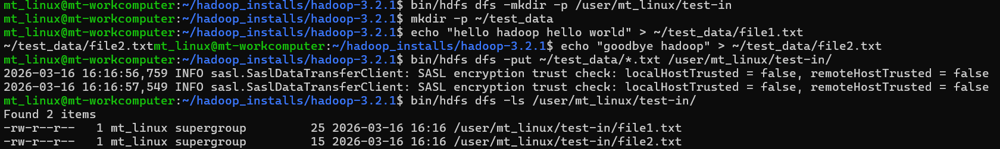 mt_linux@mt-workcomputer:~/hadoop_installs/hadoop-3.2.1$ bin/hdfs dfs -mkdir -p /user/mt_linux/test-in
mt_linux@mt-workcomputer:~/hadoop_installs/hadoop-3.2.1$ mkdir -p ~/test_data
mt_linux@mt-workcomputer:~/hadoop_installs/hadoop-3.2.1$ echo "hello hadoop hello world" > ~/test_data/file1.txt
~/test_data/file2.txtmt_linux@mt-workcomputer:~/hadoop_installs/hadoop-3.2.1$ echo "goodbye hadoop" > ~/test_data/file2.txt
mt_linux@mt-workcomputer:~/hadoop_installs/hadoop-3.2.1$ bin/hdfs dfs -put ~/test_data/*.txt /user/mt_linux/test-in/
2026-03-16 16:16:56,759 INFO sasl.SaslDataTransferClient: SASL encryption trust check: localHostTrusted = false, remoteHostTrusted = false
2026-03-16 16:16:57,549 INFO sasl.SaslDataTransferClient: SASL encryption trust check: localHostTrusted = false, remoteHostTrusted = false
mt_linux@mt-workcomputer:~/hadoop_installs/hadoop-3.2.1$ bin/hdfs dfs -ls /user/mt_linux/test-in/
Found 2 items
-rw-r--r--   1 mt_linux supergroup         25 2026-03-16 16:16 /user/mt_linux/test-in/file1.txt
-rw-r--r--   1 mt_linux supergroup         15 2026-03-16 16:16 /user/mt_linux/test-in/file2.txt